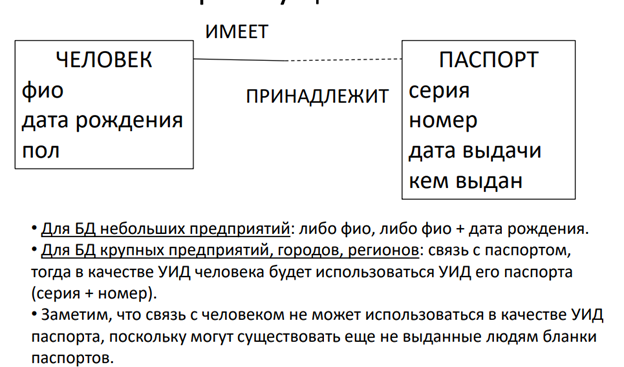 ИМЕЕТ
ЧЕЛОВЕК
фио
дата рождения
пол
ПРИНАДЛЕЖИТ
ПАСПОРТ
серия
номер
дата выдачи
кем выдан
• Для БД небольших предприятий: либо фио, либо фио + дата рождения.
• Для БД крупных предприятий, городов, регионов: связь с паспортом,
тогда в качестве УИД человека будет использоваться УИД его паспорта
(серия + номер).
• Заметим, что связь с человеком не может использоваться в качестве УИД
паспорта, поскольку могут существовать еще не выданные людям бланки
паспортов.